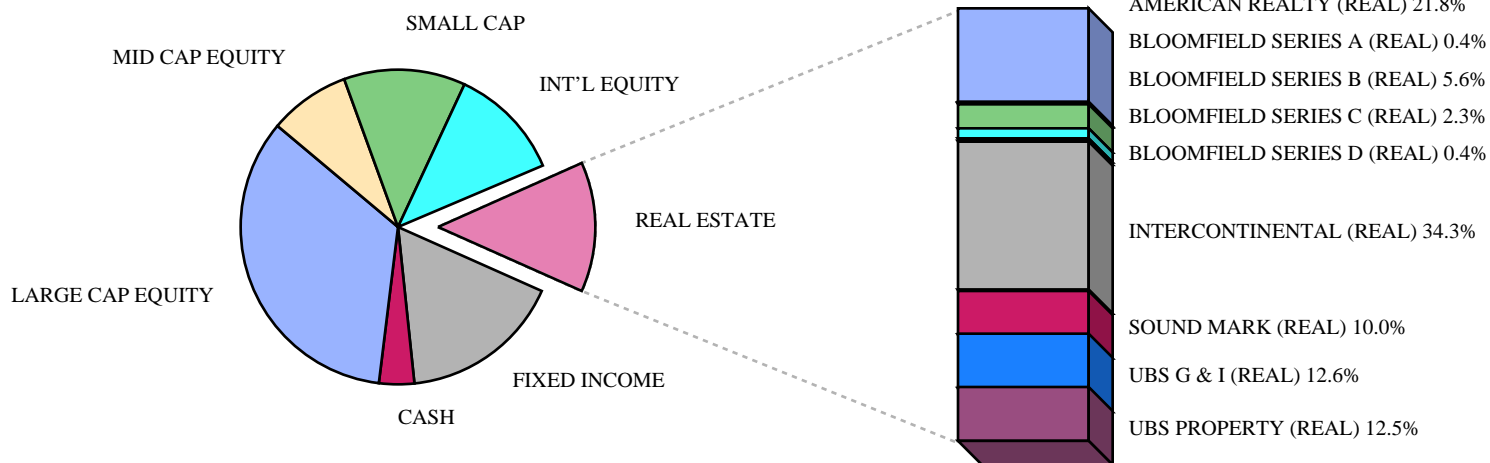 AMERICAN REALTY (REAL) 21.8%
SMALL CAP
BLOOMFIELD SERIES A (REAL) 0.4%
MID CAP EQUITY
BLOOMFIELD SERIES B (REAL) 5.6%
INT'L EQUITY
BLOOMFIELD SERIES C (REAL) 2.3%
BLOOMFIELD SERIES D (REAL) 0.4%
REAL ESTATE
INTERCONTINENTAL (REAL) 34.3%
LARGE CAP EQUITY
SOUND MARK (REAL) 10.0%
FIXED INCOME
UBS G & I (REAL) 12.6%
CASH
UBS PROPERTY (REAL) 12.5%